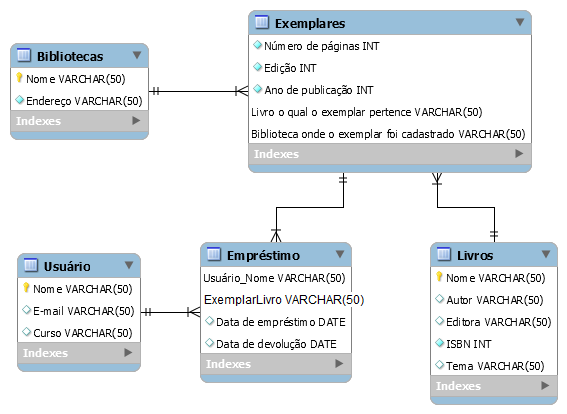 Exemplares
Número de páginas INT
Edição INT
Ano de publicação INT
Livro o qual o exemplar pertence VARCHAR(50)
Biblioteca onde o exemplar foi cadastrado VARCHAR(50)
Indexes
Bibliotecas
Nome VARCHAR(50)
Endereço VARCHAR(50)
Indexes
Usuário
Nome VARCHAR(50)
E-mail VARCHAR(50)
Curso VARCHAR(50)
Indexes
Empréstimo
Usuário_Nome VARCHAR(50)
ExemplarLivro VARCHAR(50)
Data de empréstimo DATE
Data de devolução DATE
Indexes
Livros
Nome VARCHAR(50)
Autor VARCHAR(50)
Editora VARCHAR(50)
ISBN INT
Tema VARCHAR(50)
Indexes